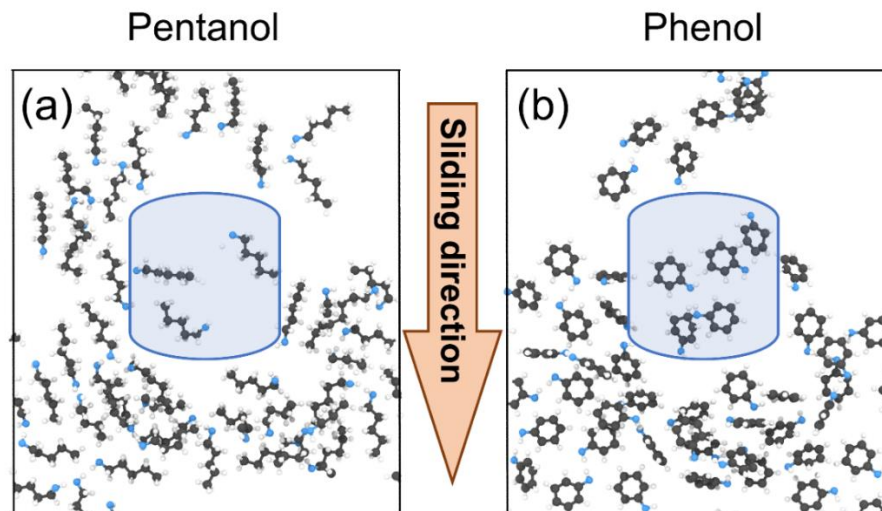 Pentanol
Phenol
(a)
Sliding direction
(b)